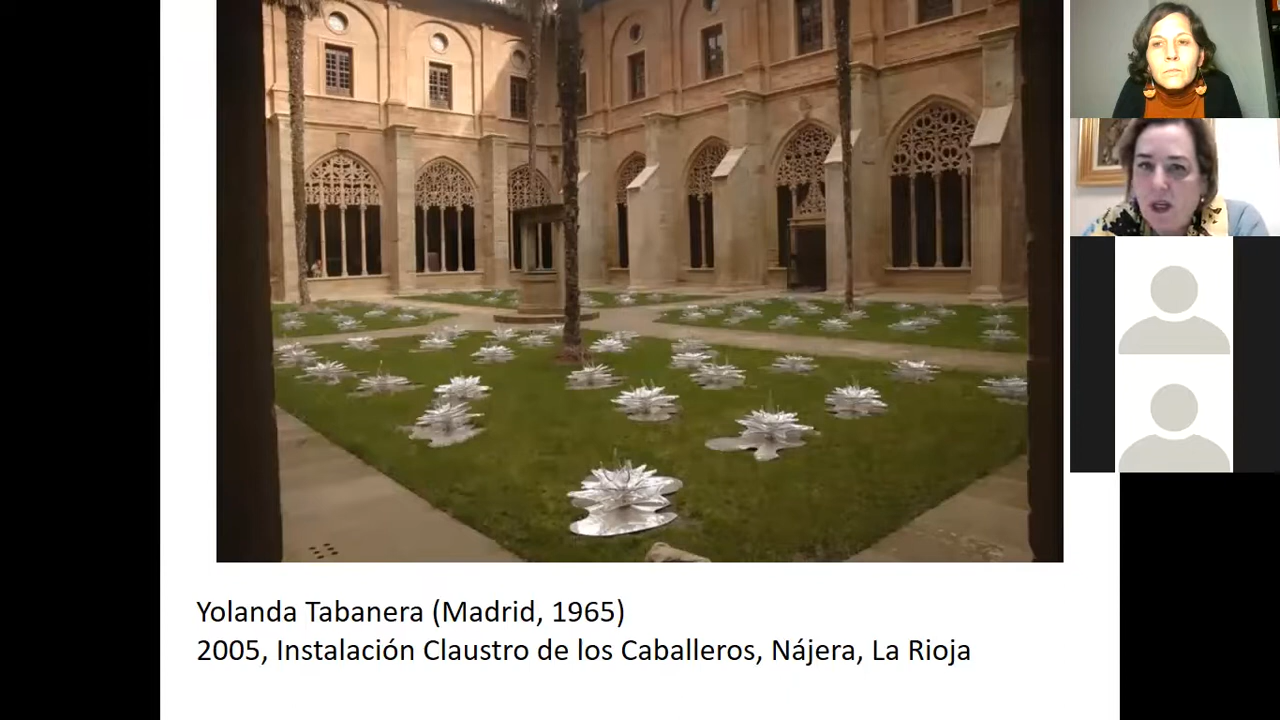 Yolanda Tabanera (Madrid, 1965)
2005, Instalación Claustro de los Caballeros, Nájera, La Rioja